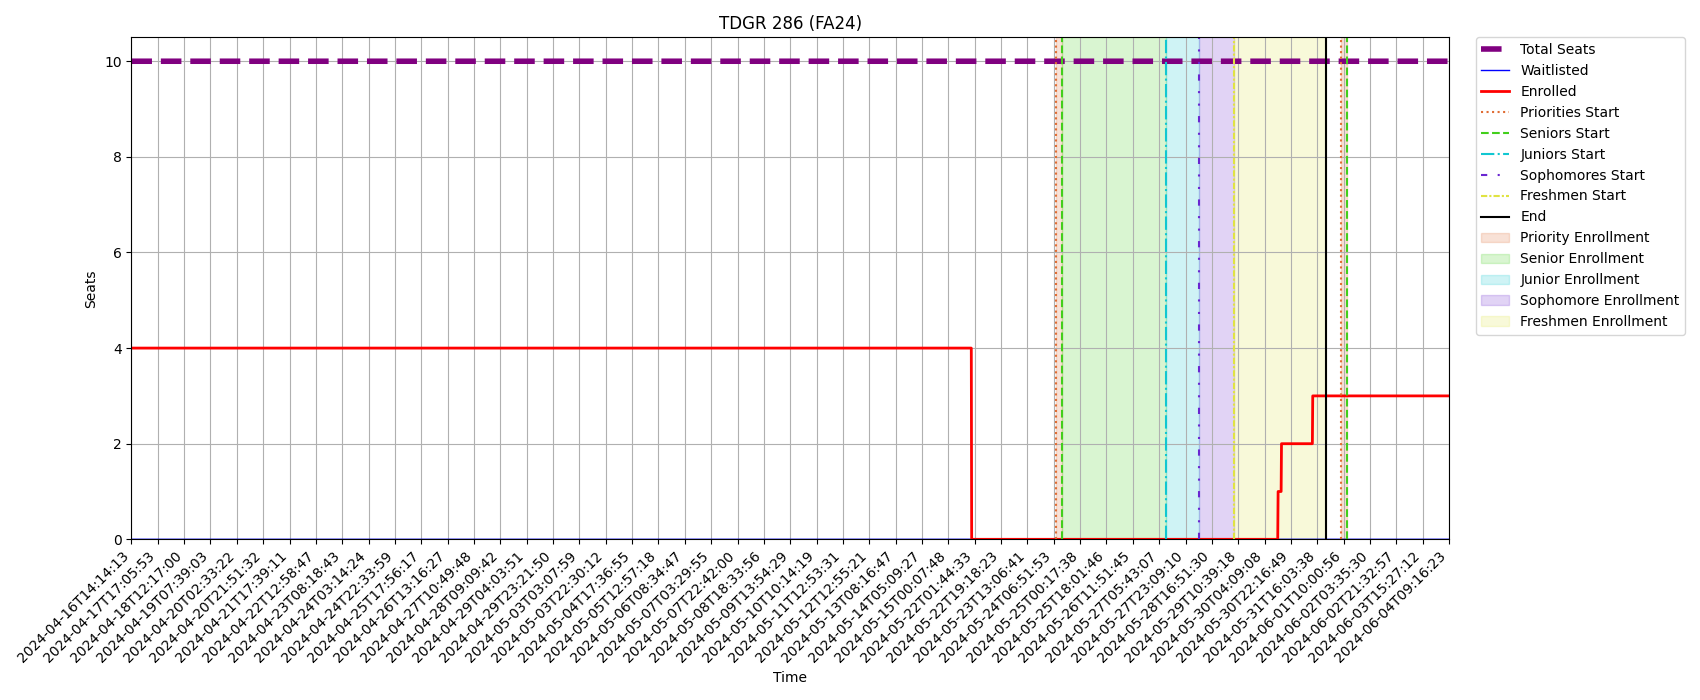 TDGR 286 (FA24)
Seats
10
8
6
4
2
0
2024-04-16T14:14:13
2024-04-17T17:05:53
2024-04-18T12:17:00
2024-04-19T07:39:03
2024-04-20T02:33:22
2024-04-20T21:51:32
2024-04-21T17:39:11
2024-04-22T12:58:47
2024-04-23T08:18:43
2024-04-24T03:14:24
2024-04-24T22:33:59
2024-04-25T17:56:17
2024-04-26T13:16:27
2024-04-27T10:49:48
2024-04-28T09:09:42
2024-04-29T04:03:51
2024-04-29T23:21:50
2024-05-03T03:07:59
2024-05-03T22:30:12
2024-05-04T17:36:55
2024-05-05T12:57:18
2024-05-06T08:34:47
2024-05-07T03:29:55
2024-05-07T22:42:00
2024-05-08T18:33:56
2024-05-09T13:54:29
2024-05-10T10:14:19
2024-05-11T12:53:31
2024-05-12T12:55:21
2024-05-13T08:16:47
2024-05-14T05:09:27
2024-05-15T00:07:48
2024-05-22T01:44:33
2024-05-22T19:18:23
2024-05-23T13:06:41
2024-05-24T06:51:53
2024-05-25T00:17:38
2024-05-25T18:01:46
2024-05-26T11:51:45
2024-05-27T05:43:07
2024-05-27T23:09:10
2024-05-28T16:51:30
2024-05-29T10:39:18
2024-05-30T04:09:08
2024-05-30T22:16:49
2024-05-31T16:03:38
2024-06-01T10:00:56
2024-06-02T03:35:30
2024-06-02T21:32:57
2024-06-03T15:27:12
2024-06-04T09:16:23
Time
Total Seats
Waitlisted
Enrolled
Priorities Start
Seniors Start
Juniors Start
Sophomores Start
Freshmen Start
End
Priority Enrollment
Senior Enrollment
Junior Enrollment
Sophomore Enrollment
Freshmen Enrollment